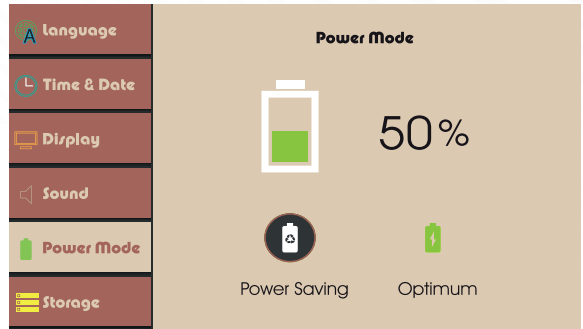 Language
Time & Date
Display
Sound
Power Mode
Storage
Power Mode
50%
Power Saving
Optimum